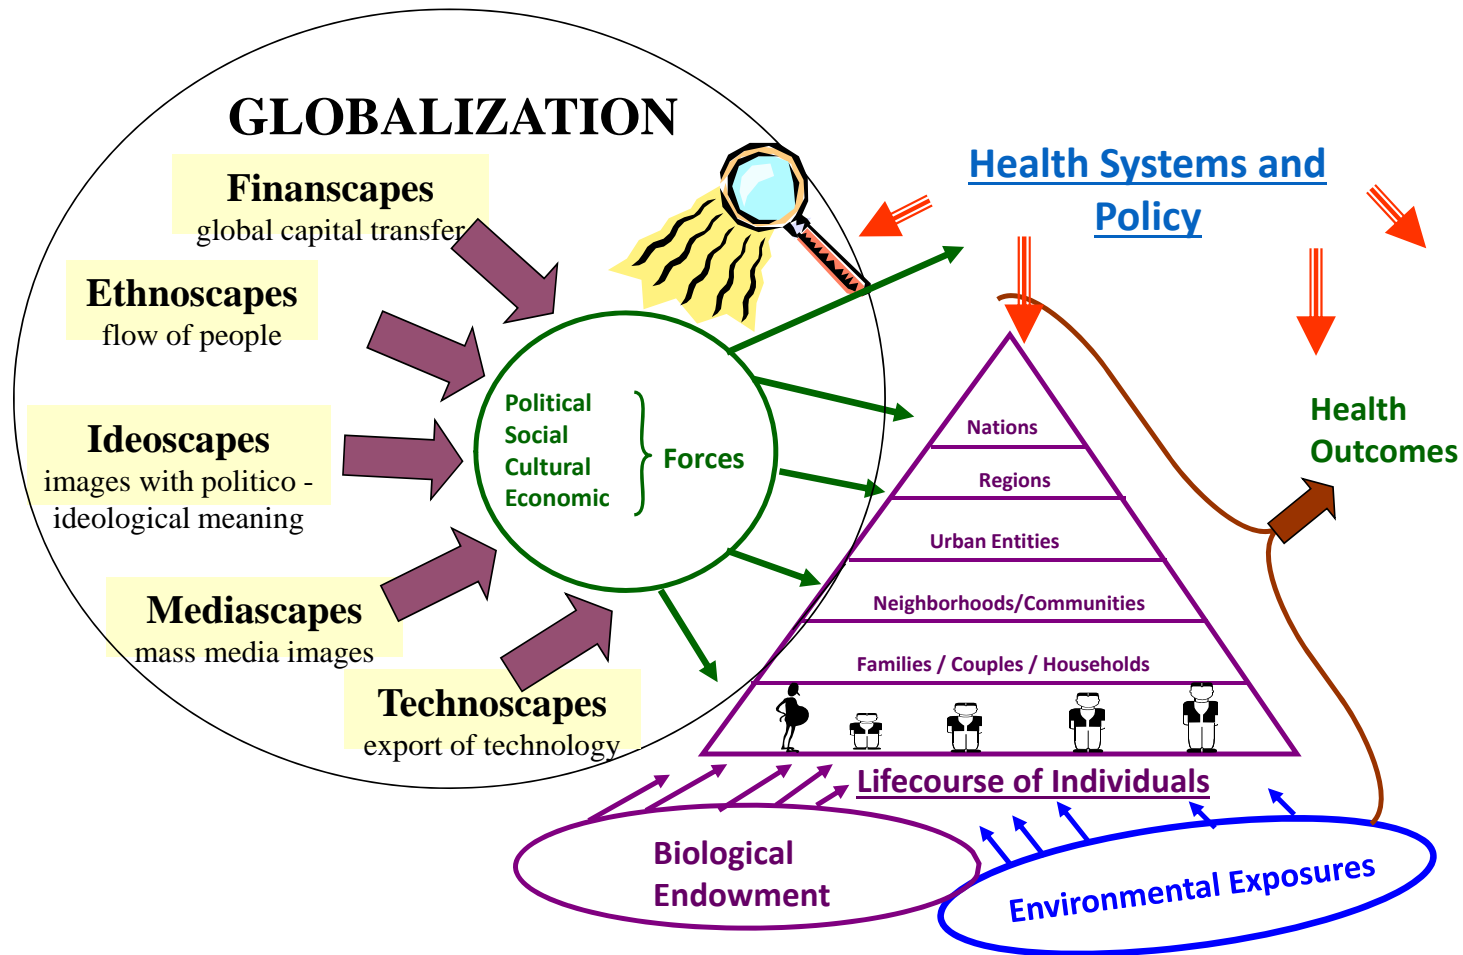 GLOBALIZATION
Finanscapes
global capital transfer
Ethnoscapes
flow of people
Ideoscapes
images with politico -
ideological meaning
Mediascapes
mass media images
Technoscapes
export of technology
Political
Social
Cultural
Economic
Forces
Health Systems and
Policy
Health
Outcomes
Nations
Regions
Urban Entities
Neighborhoods/Communities
Families / Couples / Households
Lifecourse of Individuals
Biological
Endowment
Environmental Exposures